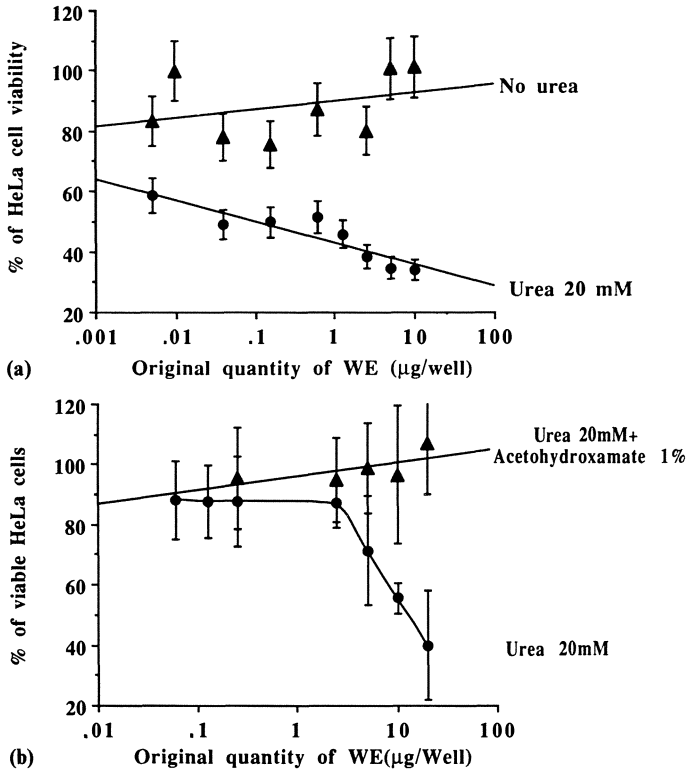 120
100
80
60
40
20
% of HeLa cell viability
No urea
Urea 20 mM
.001 .01 .1 1 10 100
(a) Original quantity of WE (μg/well)
120
100
80
60
40
20
% of viable HeLa cells
Urea 20mM+
Acetohydroxamate 1%
Urea 20mM
.01 .1 1 10 100
(b) Original quantity of WE(μg/Well)